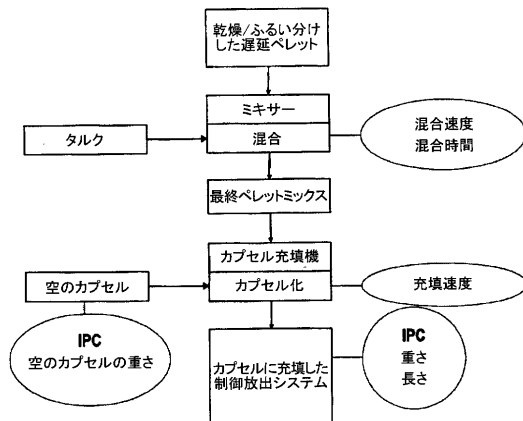 乾燥/ふるい分け
した遅延ペレット
ミキサー
タルク
混合
混合速度
混合時間
最終ペレットミックス
カプセル充填機
空のカプセル
カプセル化
充填速度
IPC
空のカプセルの重さ
カプセルに充填した
制御放出システム
IPC
重さ
長さ